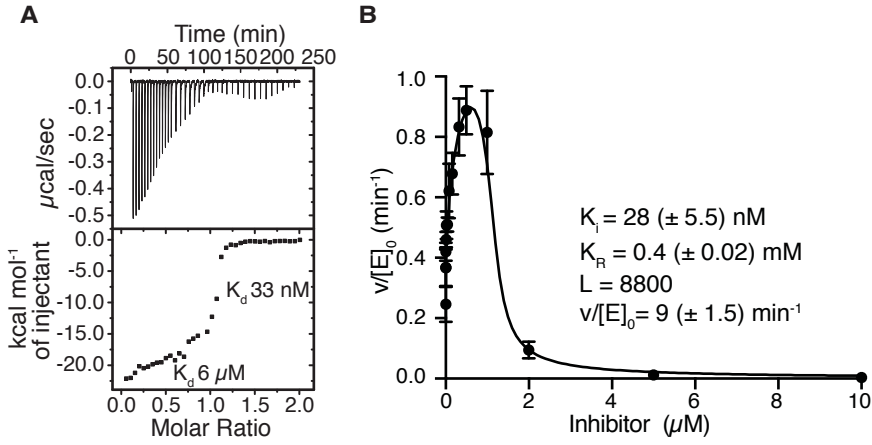 A
Time (min)
0 50 100 150 200 250
0.0
-0.1
-0.2
-0.3
-0.4
-0.5
µcal/sec
0.0
-5.0
-10.0
-15.0
-20.0
kcal mol-1
of injectant
Kd 33 nM
Kd 6 µM
0.0 0.5 1.0 1.5 2.0
Molar Ratio
B
1.0
0.8
0.6
0.4
0.2
0.0
v/[E]0 (min-1)
Ki = 28 (± 5.5) nM
KR = 0.4 (± 0.02) mM
L = 8800
v/[E]0= 9 (± 1.5) min-1
0 2 4 6 8 10
Inhibitor (µM)